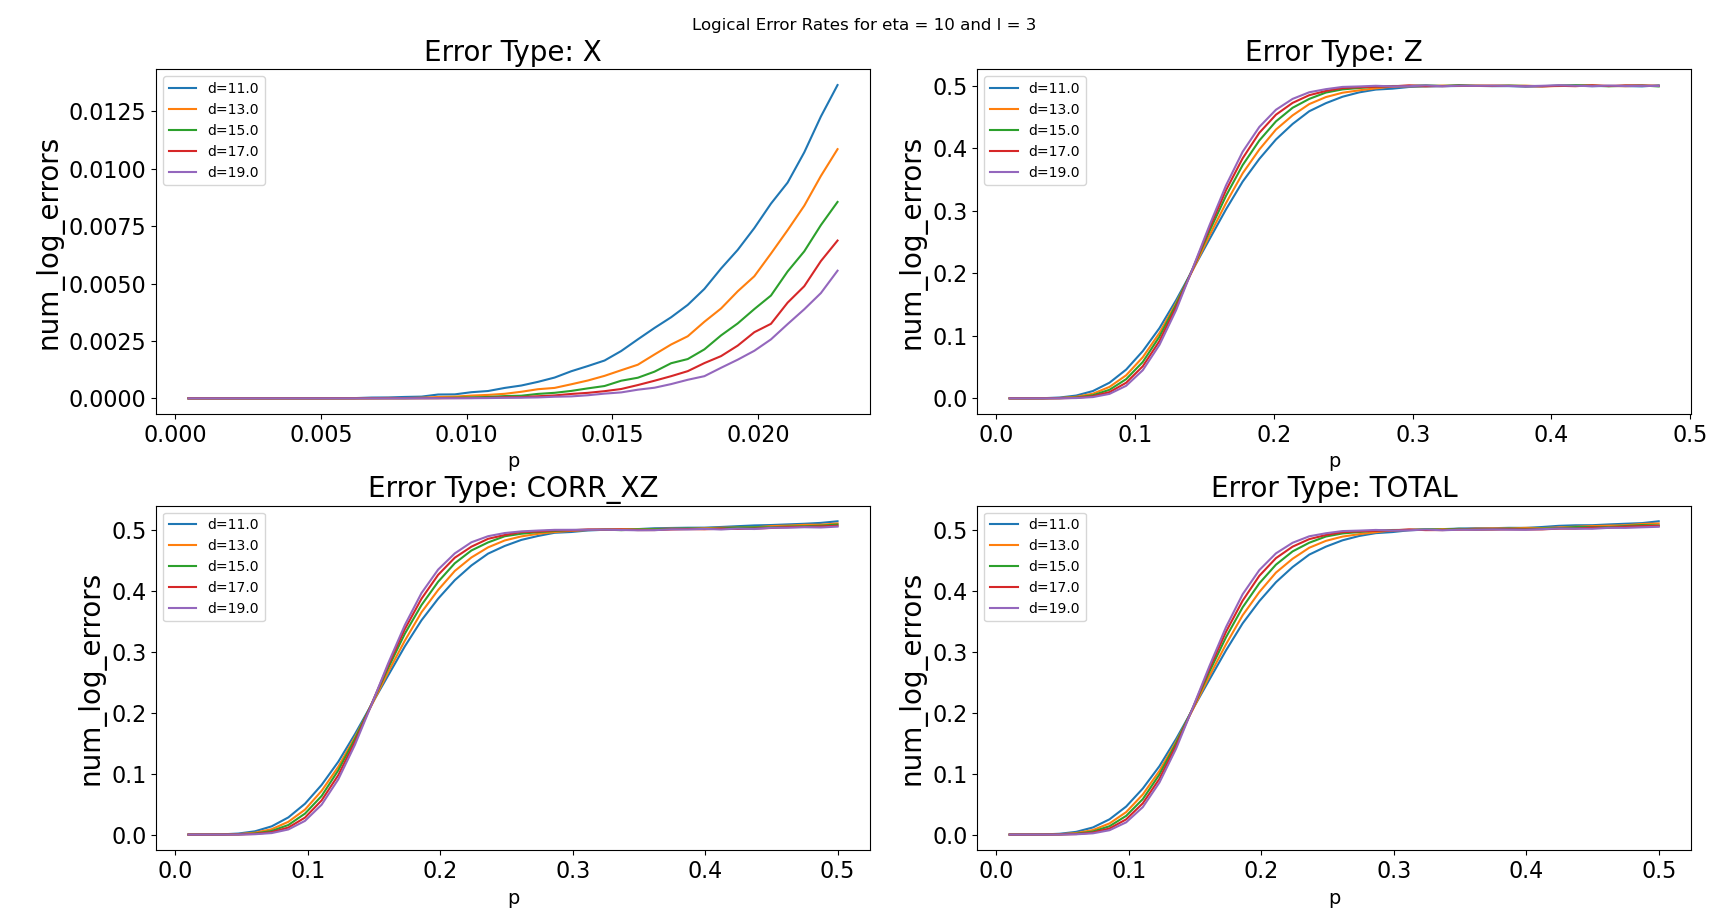 Logical Error Rates for eta = 10 and l = 3
Error Type: X
d=11.0
d=13.0
d=15.0
d=17.0
d=19.0
num_log_errors
0.0125
0.0100
0.0075
0.0050
0.0025
0.0000
0.000 0.005 0.010 0.015 0.020
p
Error Type: Z
d=11.0
d=13.0
d=15.0
d=17.0
d=19.0
num_log_errors
0.5
0.4
0.3
0.2
0.1
0.0
0.0 0.1 0.2 0.3 0.4 0.5
p
Error Type: CORR_XZ
d=11.0
d=13.0
d=15.0
d=17.0
d=19.0
num_log_errors
0.5
0.4
0.3
0.2
0.1
0.0
0.0 0.1 0.2 0.3 0.4 0.5
p
Error Type: TOTAL
d=11.0
d=13.0
d=15.0
d=17.0
d=19.0
num_log_errors
0.5
0.4
0.3
0.2
0.1
0.0
0.0 0.1 0.2 0.3 0.4 0.5
p